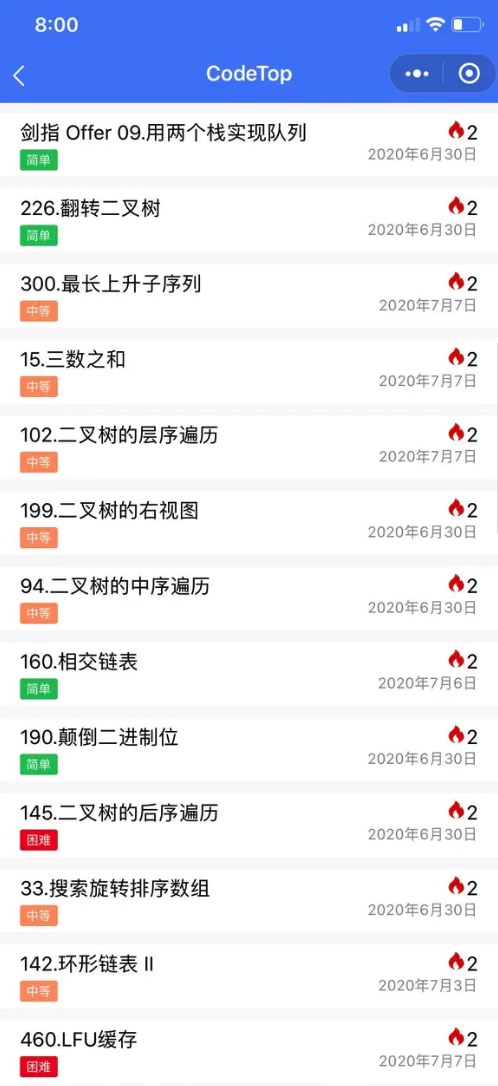 8:00
CodeTop
剑指 Offer 09.用两个栈实现队列
2
简单
2020年6月30日
226.翻转二叉树
2
简单
2020年6月30日
300.最长上升子序列
2
中等
2020年7月7日
15.三数之和
2
中等
2020年7月7日
102.二叉树的层序遍历
2
中等
2020年7月7日
199.二叉树的右视图
2
中等
2020年6月30日
94.二叉树的中序遍历
2
中等
2020年6月30日
160.相交链表
2
简单
2020年7月6日
190.颠倒二进制位
2
简单
2020年6月30日
145.二叉树的后序遍历
2
困难
2020年6月30日
33.搜索旋转排序数组
2
中等
2020年6月30日
142.环形链表 II
2
中等
2020年7月3日
460.LFU缓存
2
困难
2020年7月7日